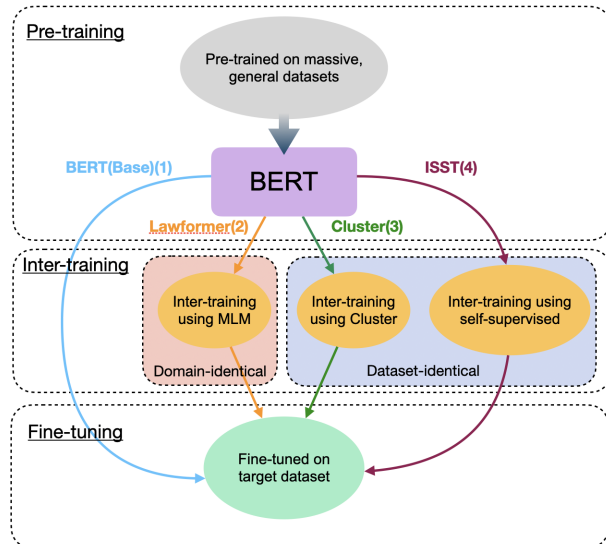 Pre-training
Pre-trained on massive,
general datasets
BERT(Base)(1)
ISST(4)
BERT
Lawformer(2)
Cluster(3)
Inter-training
Inter-training
using MLM
Inter-training
using Cluster
Inter-training using
self-supervised
Domain-identical
Dataset-identical
Fine-tuning
Fine-tuned on
target dataset